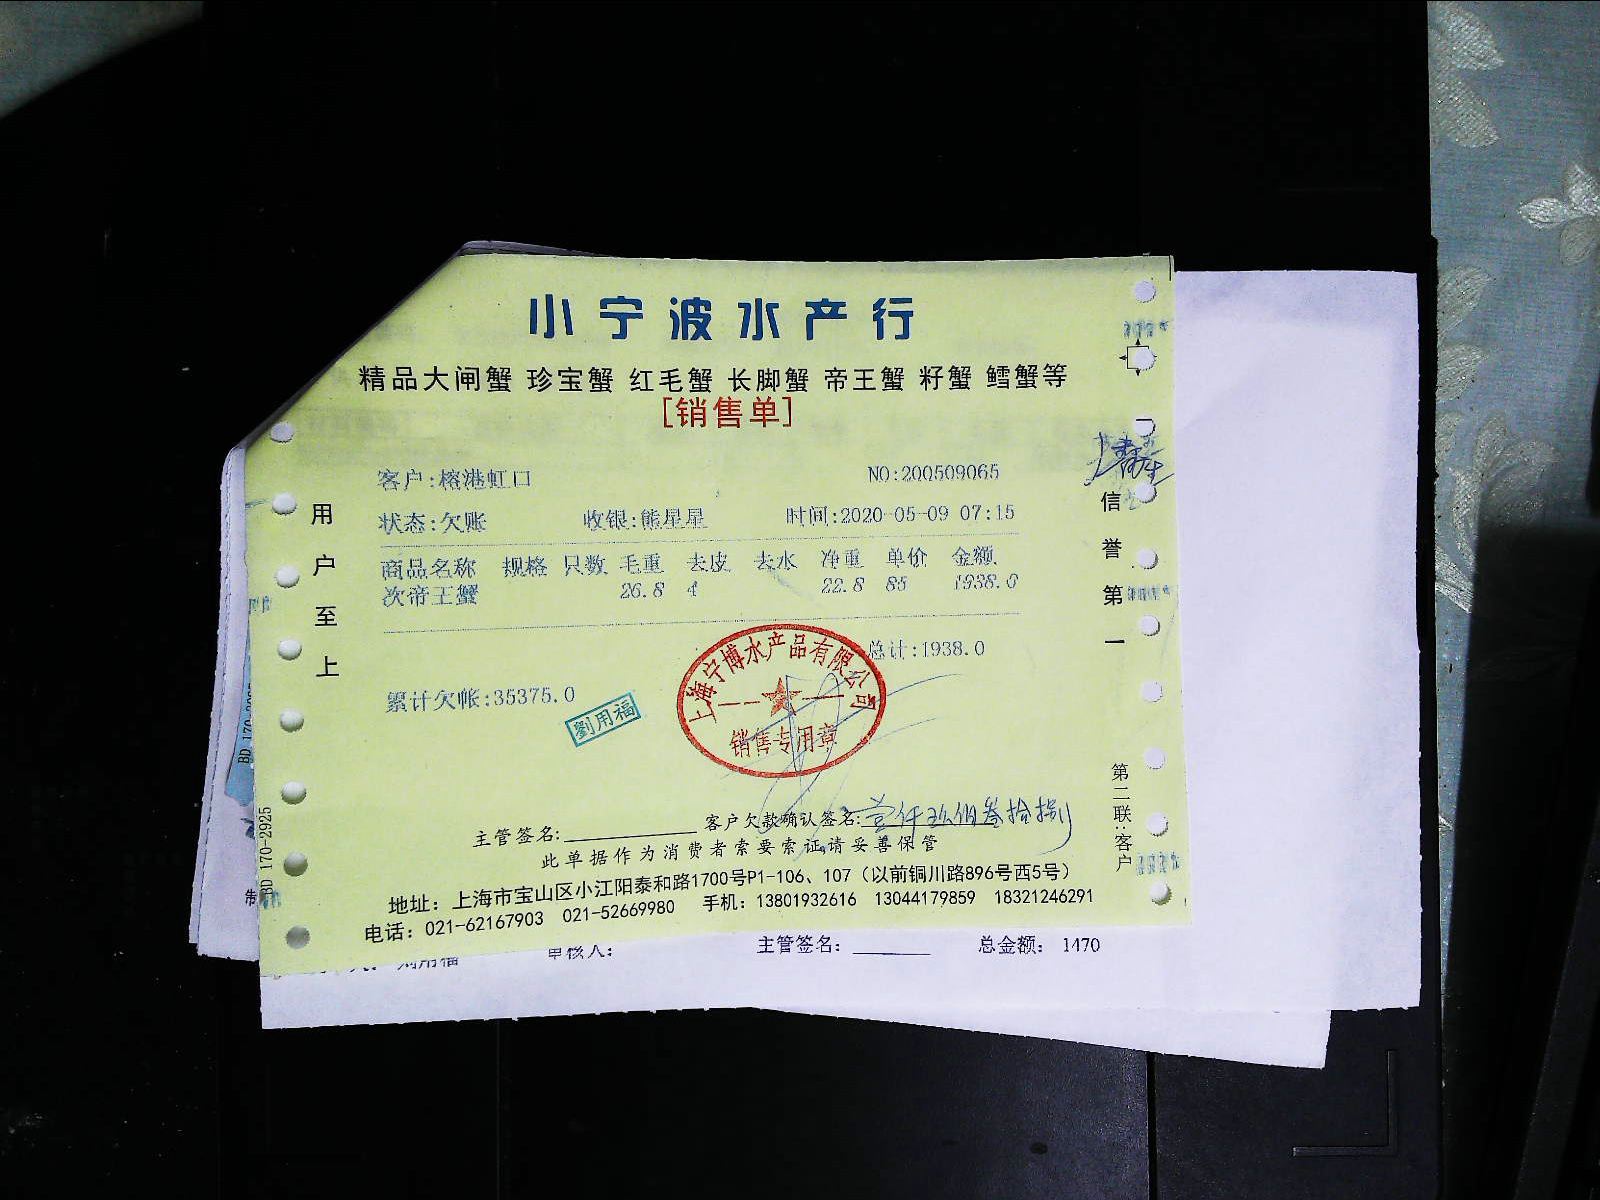 小宁波水产行
精品大闸蟹 珍宝蟹 红毛蟹 长脚蟹 帝王蟹 籽蟹 鳕蟹等
[销售单]
客户:榕港虹口 NO:200509065
状态:欠账 收银:熊星星 时间:2020-05-09 07:15
商品名称 规格 只数 毛重 去皮 去水 净重 单价 金额
次帝王蟹 26.8 4 22.8 85 1938.0
总计:1938.0
累计欠帐:35375.0
劉用福
上海宁博水产品有限公司
销售专用章
用户至上
信誉第一
第二联:客户
BD 170-2925
主管签名: 客户欠款确认签名: 壹仟玖佰叁拾捌
此单据作为消费者索要索证,请妥善保管
地址: 上海市宝山区小江阳泰和路1700号P1-106、107 (以前铜川路896号西5号)
电话: 021-62167903 021-52669980 手机: 13801932616 13044179859 18321246291
审核人: 主管签名: 总金额: 1470